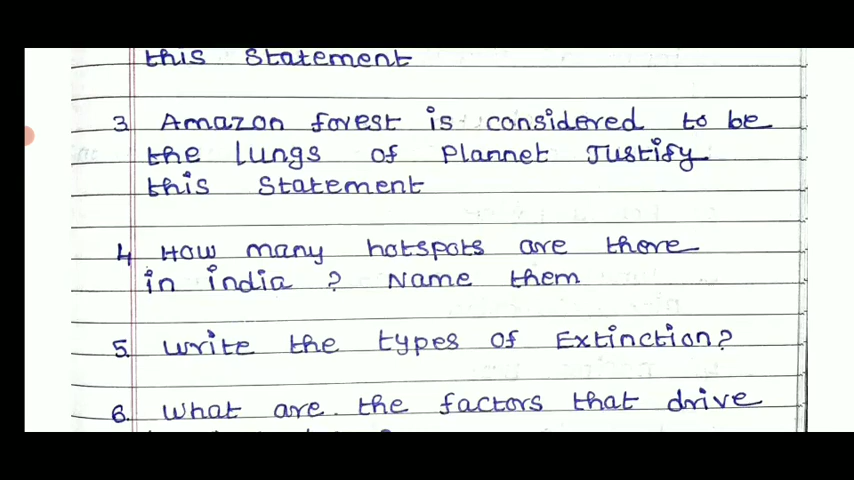 this Statement
3 Amazon forest is considered to be
the lungs of plannet Justify
this Statement
4 How many hotspots are there
in india ? Name them
5. write the types of Extinction?
6. What are the factors that drive